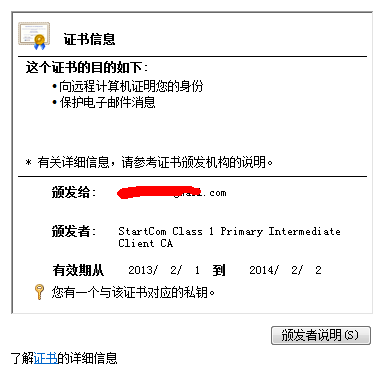 证书信息
这个证书的目的如下:
• 向远程计算机证明您的身份
• 保护电子邮件消息
* 有关详细信息，请参考证书颁发机构的说明。
颁发给: .com
颁发者: StartCom Class 1 Primary Intermediate
Client CA
有效期从 2013/ 2/ 1 到 2014/ 2/ 2
您有一个与该证书对应的私钥。
颁发者说明(S)
了解证书的详细信息